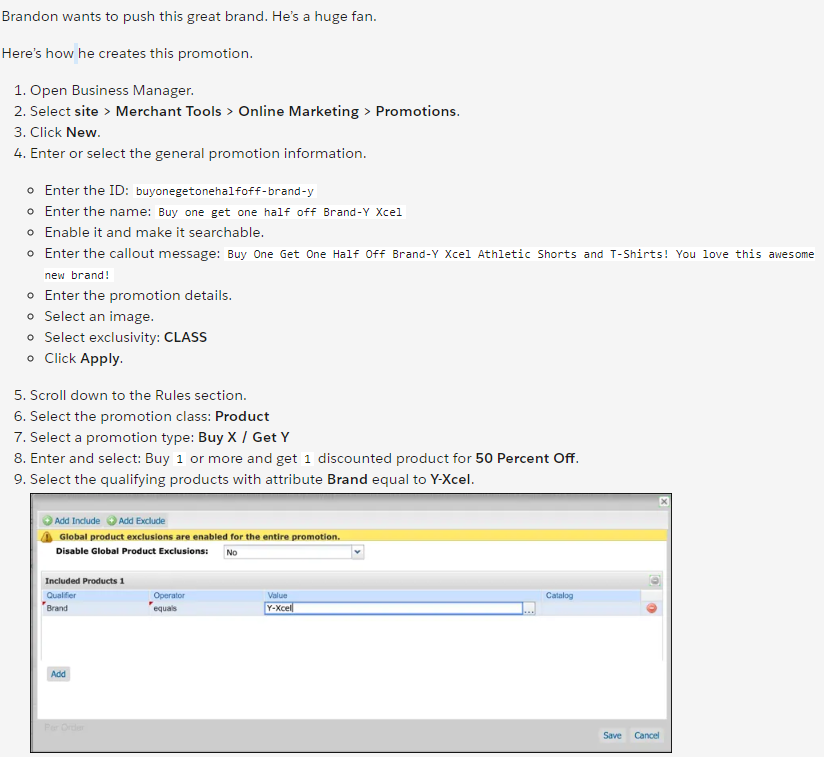 Brandon wants to push this great brand. He's a huge fan.
Here's how he creates this promotion.
1. Open Business Manager.
2. Select site > Merchant Tools > Online Marketing > Promotions.
3. Click New.
4. Enter or select the general promotion information.
Enter the ID: buyonegetonehalfoff-brand-y
Enter the name: Buy one get one half off Brand-Y Xcel
Enable it and make it searchable.
Enter the callout message: Buy One Get One Half Off Brand-Y Xcel Athletic Shorts and T-Shirts! You love this awesome
new brand!
Enter the promotion details.
Select an image.
Select exclusivity: CLASS
Click Apply.
5. Scroll down to the Rules section.
6. Select the promotion class: Product
7. Select a promotion type: Buy X / Get Y
8. Enter and select: Buy 1 or more and get 1 discounted product for 50 Percent Off.
9. Select the qualifying products with attribute Brand equal to Y-Xcel.
Add Include Add Exclude
Global product exclusions are enabled for the entire promotion.
Disable Global Product Exclusions: No
Included Products 1
Qualifier Operator Value Catalog
Brand equals Y-Xcel ...
Add
Per Order
Save Cancel